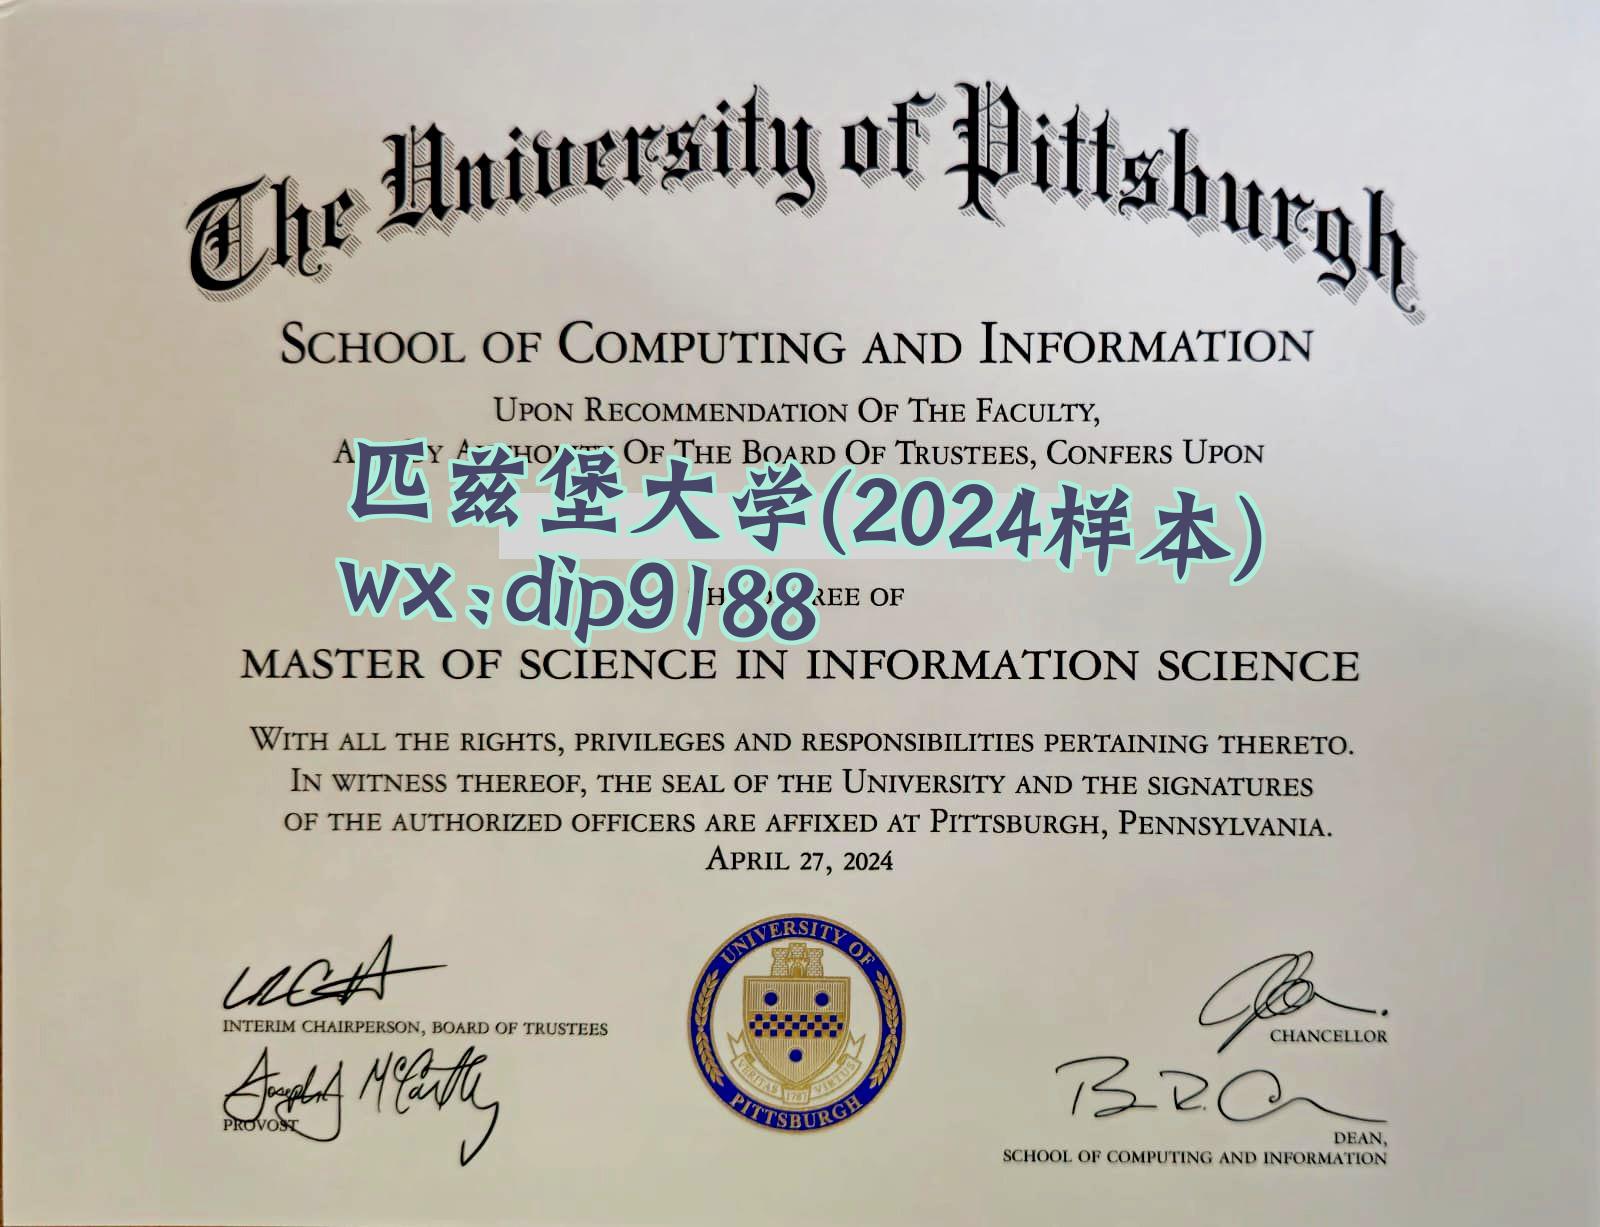 The University of Pittsburgh
SCHOOL OF COMPUTING AND INFORMATION
UPON RECOMMENDATION OF THE FACULTY,
OF THE BOARD OF TRUSTEES, CONFERS UPON
匹兹堡大学(2024样本)
wx:dip9188
OF
MASTER OF SCIENCE IN INFORMATION SCIENCE
WITH ALL THE RIGHTS, PRIVILEGES AND RESPONSIBILITIES PERTAINING THERETO.
IN WITNESS THEREOF, THE SEAL OF THE UNIVERSITY AND THE SIGNATURES
OF THE AUTHORIZED OFFICERS ARE AFFIXED AT PITTSBURGH, PENNSYLVANIA.
APRIL 27, 2024
INTERIM CHAIRPERSON, BOARD OF TRUSTEES
Joseph J McCarthy
PROVOST
UNIVERSITY OF
VERITAS 1787 VIRTUS
PITTSBURGH
CHANCELLOR
DEAN,
SCHOOL OF COMPUTING AND INFORMATION